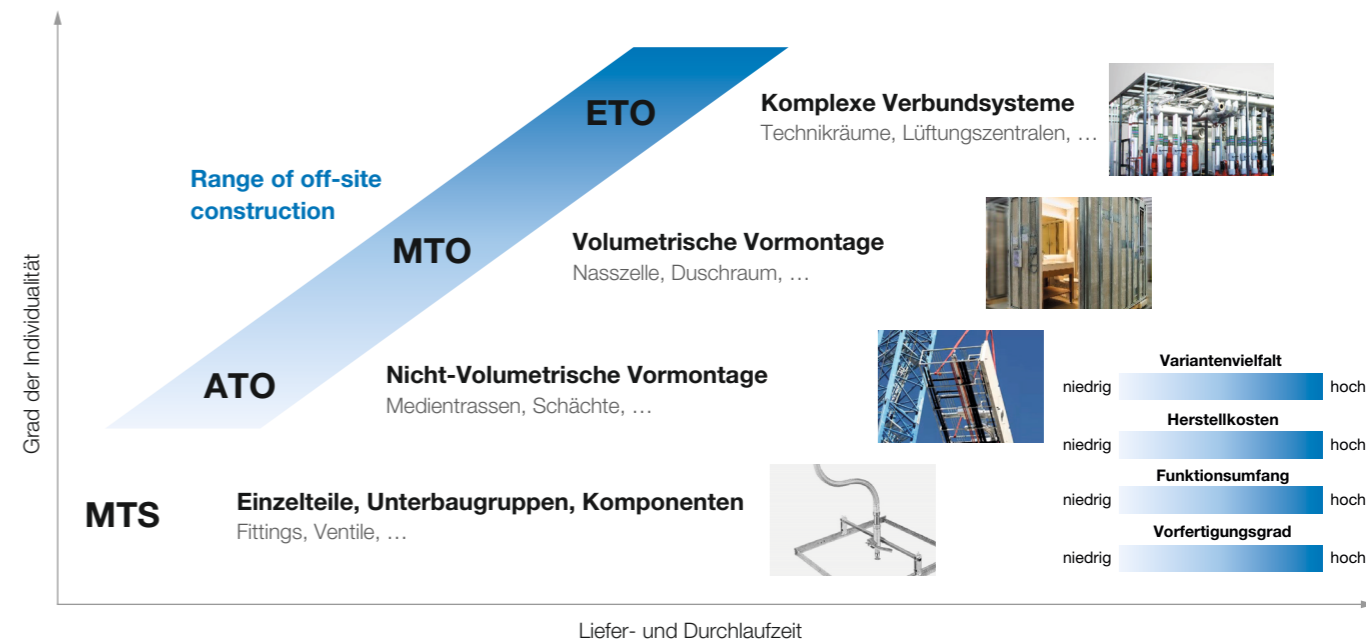 ETO
Komplexe Verbundsysteme
Technikräume, Lüftungszentralen, …
Range of off-site
construction
MTO
Volumetrische Vormontage
Nasszelle, Duschraum, …
Grad der Individualität
ATO
Nicht-Volumetrische Vormontage
Medientrassen, Schächte, …
Variantenvielfalt
niedrig hoch
Herstellkosten
niedrig hoch
Funktionsumfang
niedrig hoch
Vorfertigungsgrad
niedrig hoch
MTS
Einzelteile, Unterbaugruppen, Komponenten
Fittings, Ventile, …
Liefer- und Durchlaufzeit